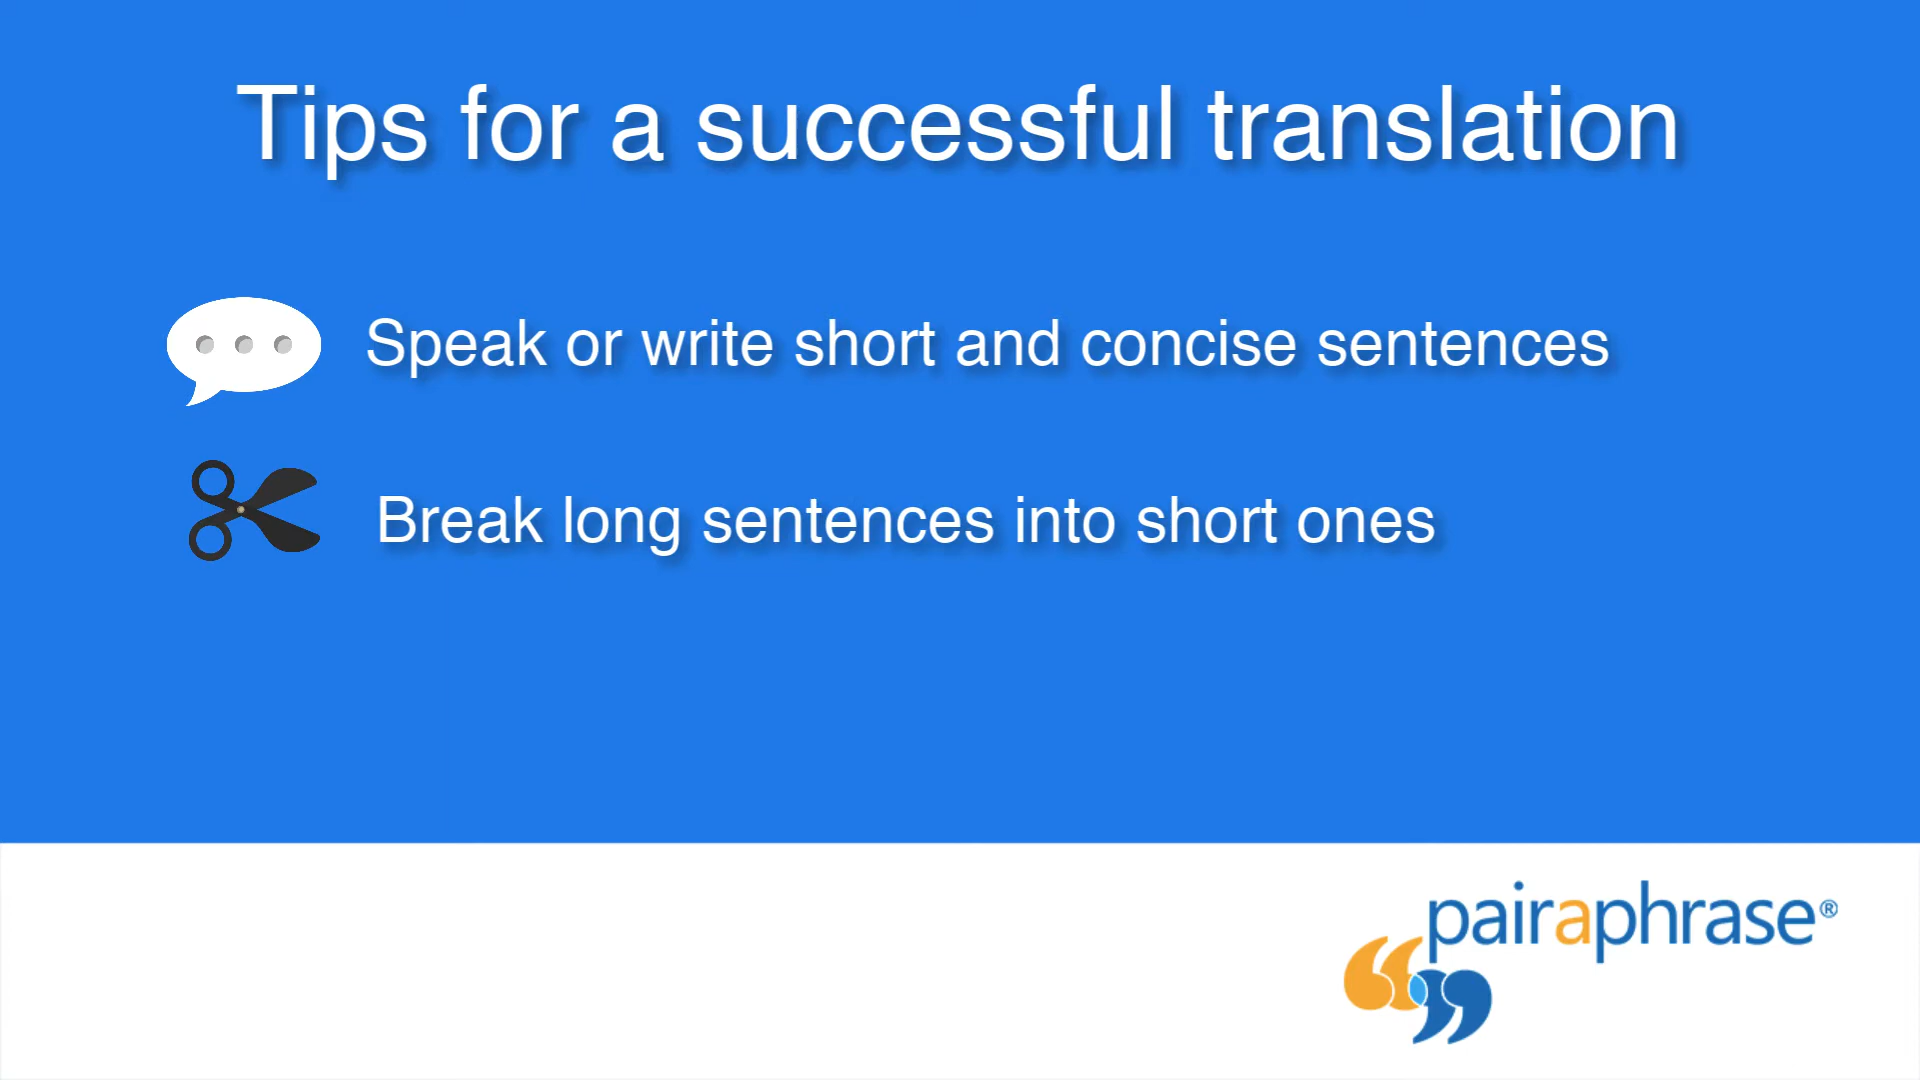 Tips for a successful translation
Speak or write short and concise sentences
Break long sentences into short ones
pairaphrase®